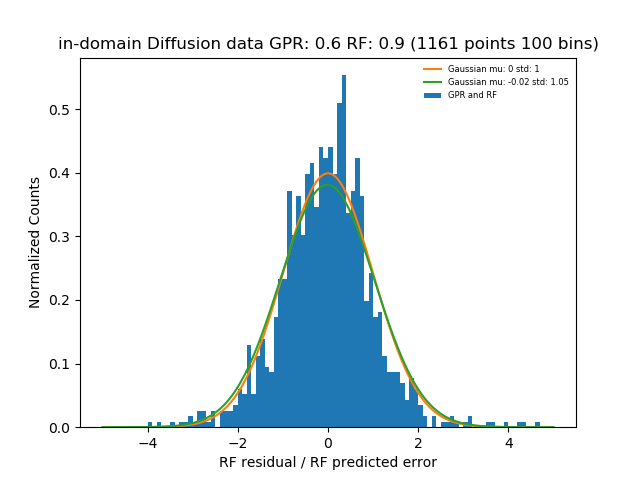 in-domain Diffusion data GPR: 0.6 RF: 0.9 (1161 points 100 bins)
Gaussian mu: 0 std: 1
Gaussian mu: -0.02 std: 1.05
GPR and RF
Normalized Counts
0.5
0.4
0.3
0.2
0.1
0.0
−4 −2 0 2 4
RF residual / RF predicted error